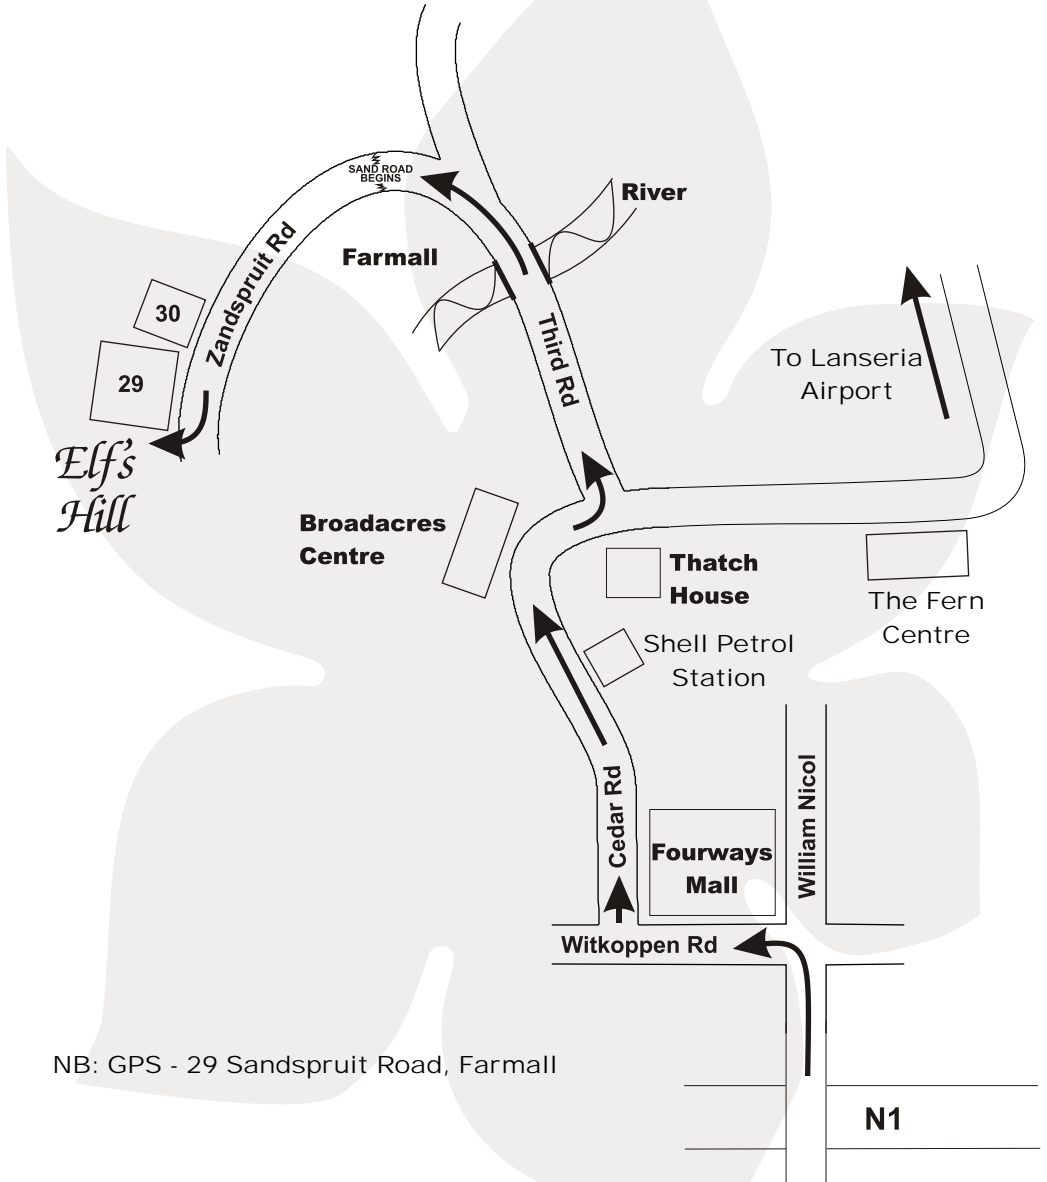 SAND ROAD
BEGINS
River
Zandspruit Rd
Farmall
30
Third Rd
29
To Lanseria
Airport
Elf's
Hill
Broadacres
Centre
Thatch
House
The Fern
Centre
Shell Petrol
Station
Cedar Rd
William Nicol
Fourways
Mall
Witkoppen Rd
NB: GPS - 29 Sandspruit Road, Farmall
N1